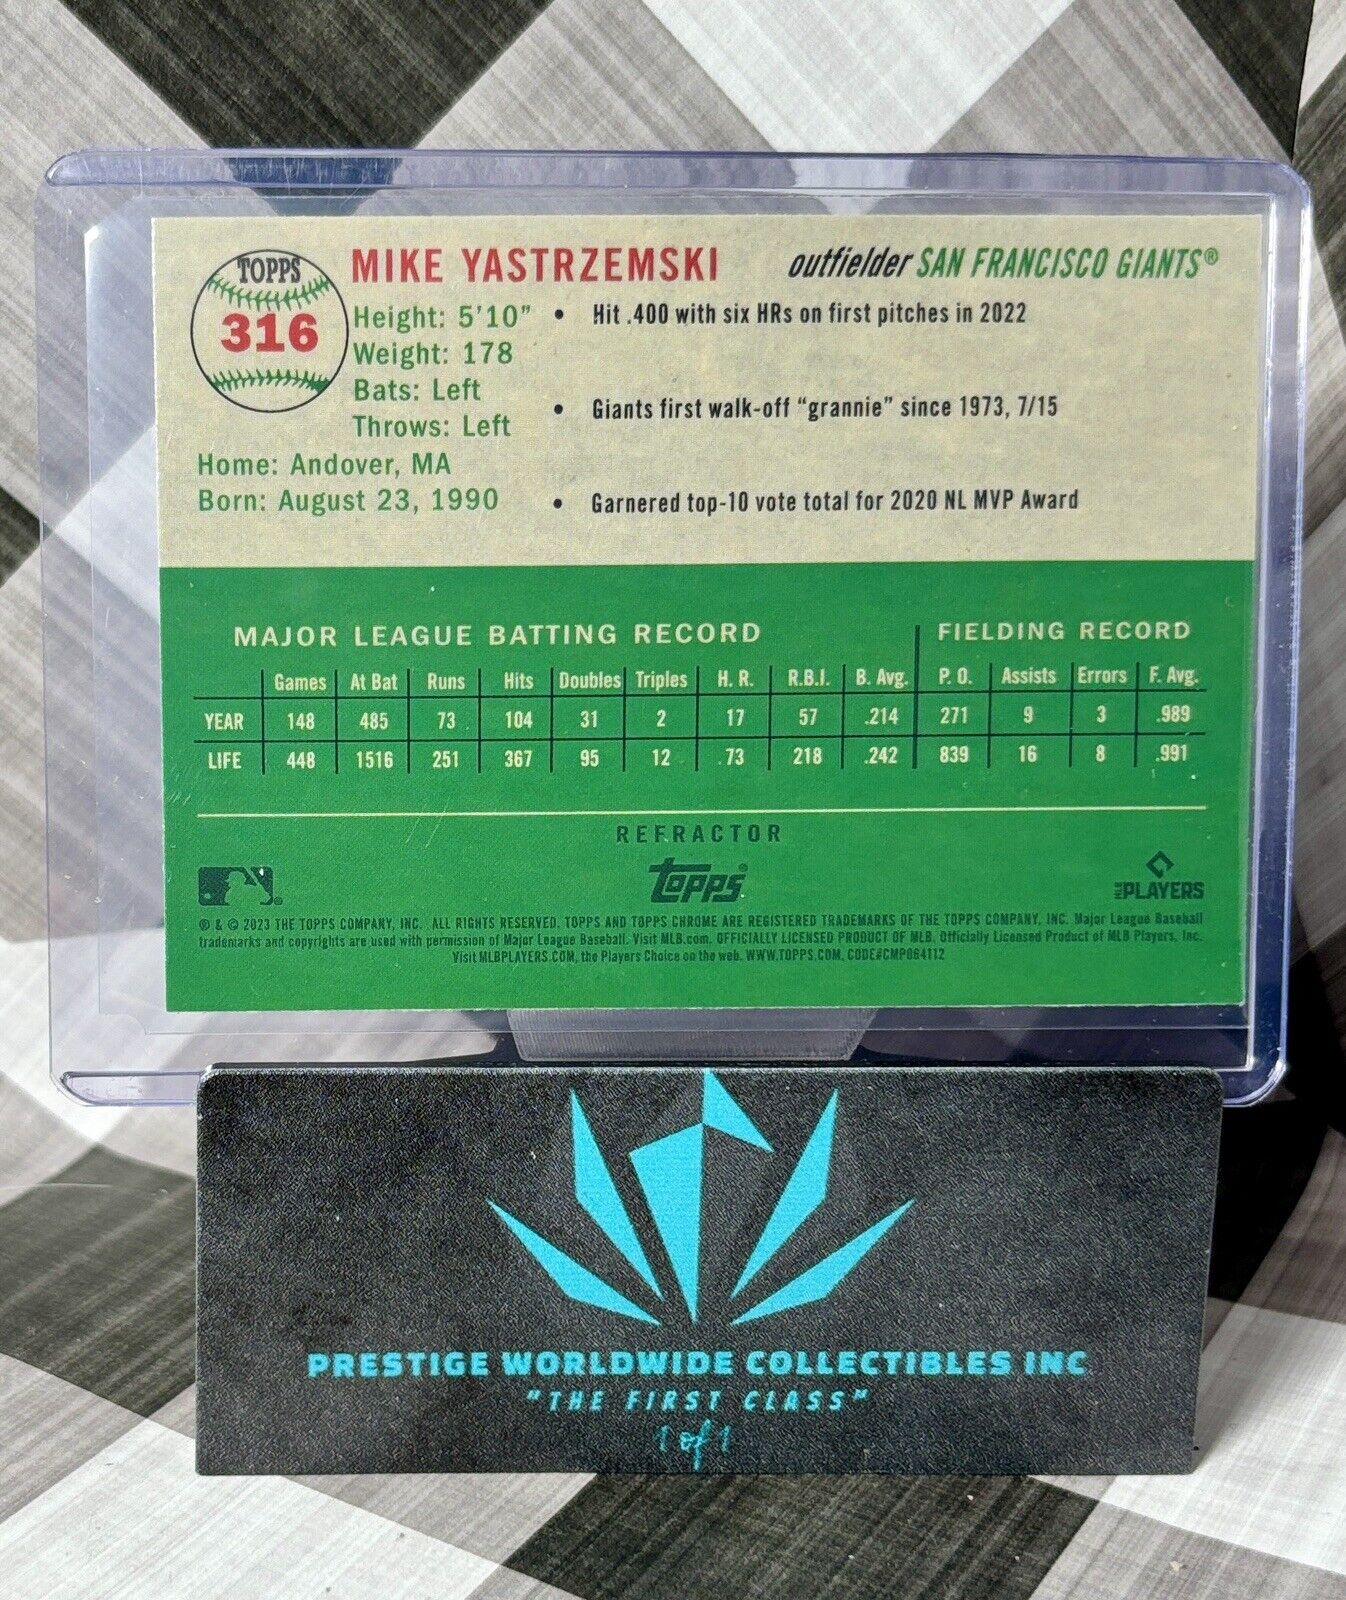 TOPPS
316
MIKE YASTRZEMSKI
outfielder SAN FRANCISCO GIANTS®
Height: 5'10"
Weight: 178
Bats: Left
Throws: Left
Home: Andover, MA
Born: August 23, 1990
• Hit .400 with six HRs on first pitches in 2022
• Giants first walk-off "grannie" since 1973, 7/15
• Garnered top-10 vote total for 2020 NL MVP Award
MAJOR LEAGUE BATTING RECORD FIELDING RECORD
Games At Bat Runs Hits Doubles Triples H. R. R.B.I. B. Avg. P. O. Assists Errors F. Avg.
YEAR 148 485 73 104 31 2 17 57 .214 271 9 3 .989
LIFE 448 1516 251 367 95 12 73 218 .242 839 16 8 .991
REFRACTOR
topps®
MLB PLAYERS
® & © 2023 THE TOPPS COMPANY, INC. ALL RIGHTS RESERVED. TOPPS AND TOPPS CHROME ARE REGISTERED TRADEMARKS OF THE TOPPS COMPANY, INC. Major League Baseball
trademarks and copyrights are used with permission of Major League Baseball. Visit MLB.com. OFFICIALLY LICENSED PRODUCT OF MLB. Officially Licensed Product of MLB Players, Inc.
Visit MLBPLAYERS.COM, the Players Choice on the web. WWW.TOPPS.COM, CODE#CMP064112
PRESTIGE WORLDWIDE COLLECTIBLES INC
"THE FIRST CLASS"
1 of 1